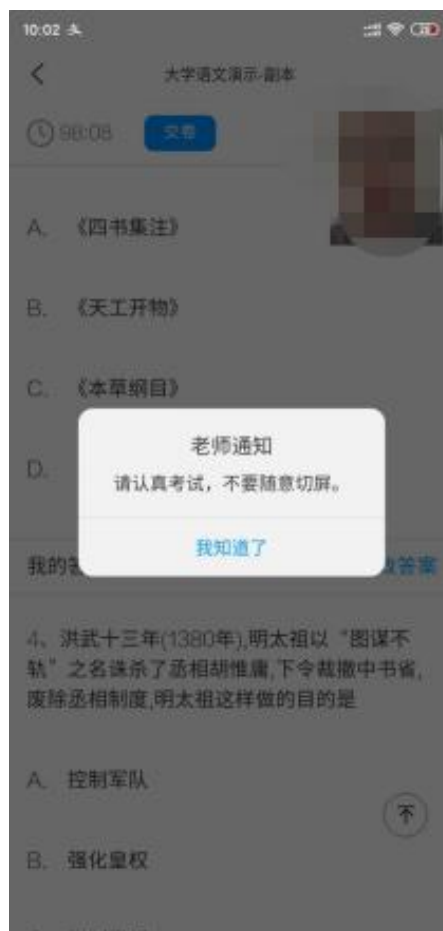 10:02
大学语文演示-副本
98:08 交卷
A. 《四书集注》
B. 《天工开物》
C. 《本草纲目》
D.
老师通知
请认真考试，不要随意切屏。
我知道了
我的答 答案
4、洪武十三年(1380年),明太祖以“图谋不
轨”之名诛杀了丞相胡惟庸,下令裁撤中书省,
废除丞相制度,明太祖这样做的目的是
A. 控制军队
B. 强化皇权